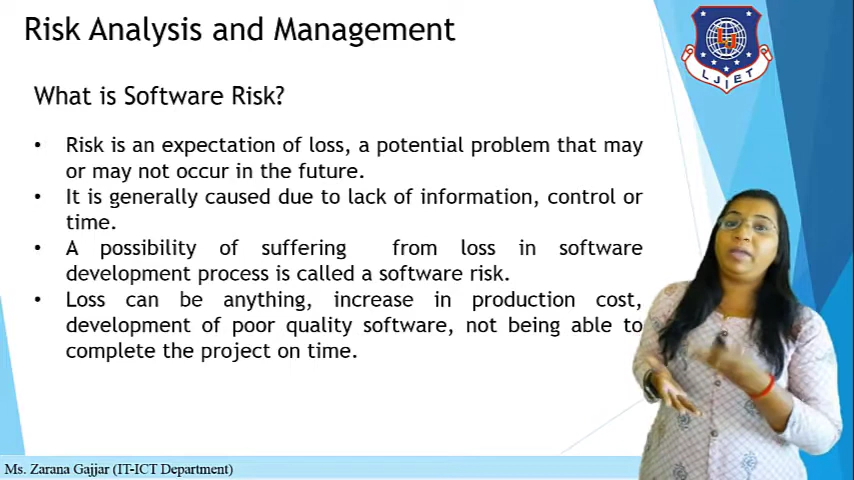 Risk Analysis and Management
LJIET
What is Software Risk?
• Risk is an expectation of loss, a potential problem that may
or may not occur in the future.
• It is generally caused due to lack of information, control or
time.
• A possibility of suffering from loss in software
development process is called a software risk.
• Loss can be anything, increase in production cost,
development of poor quality software, not being able to
complete the project on time.
Ms. Zarana Gajjar (IT-ICT Department)